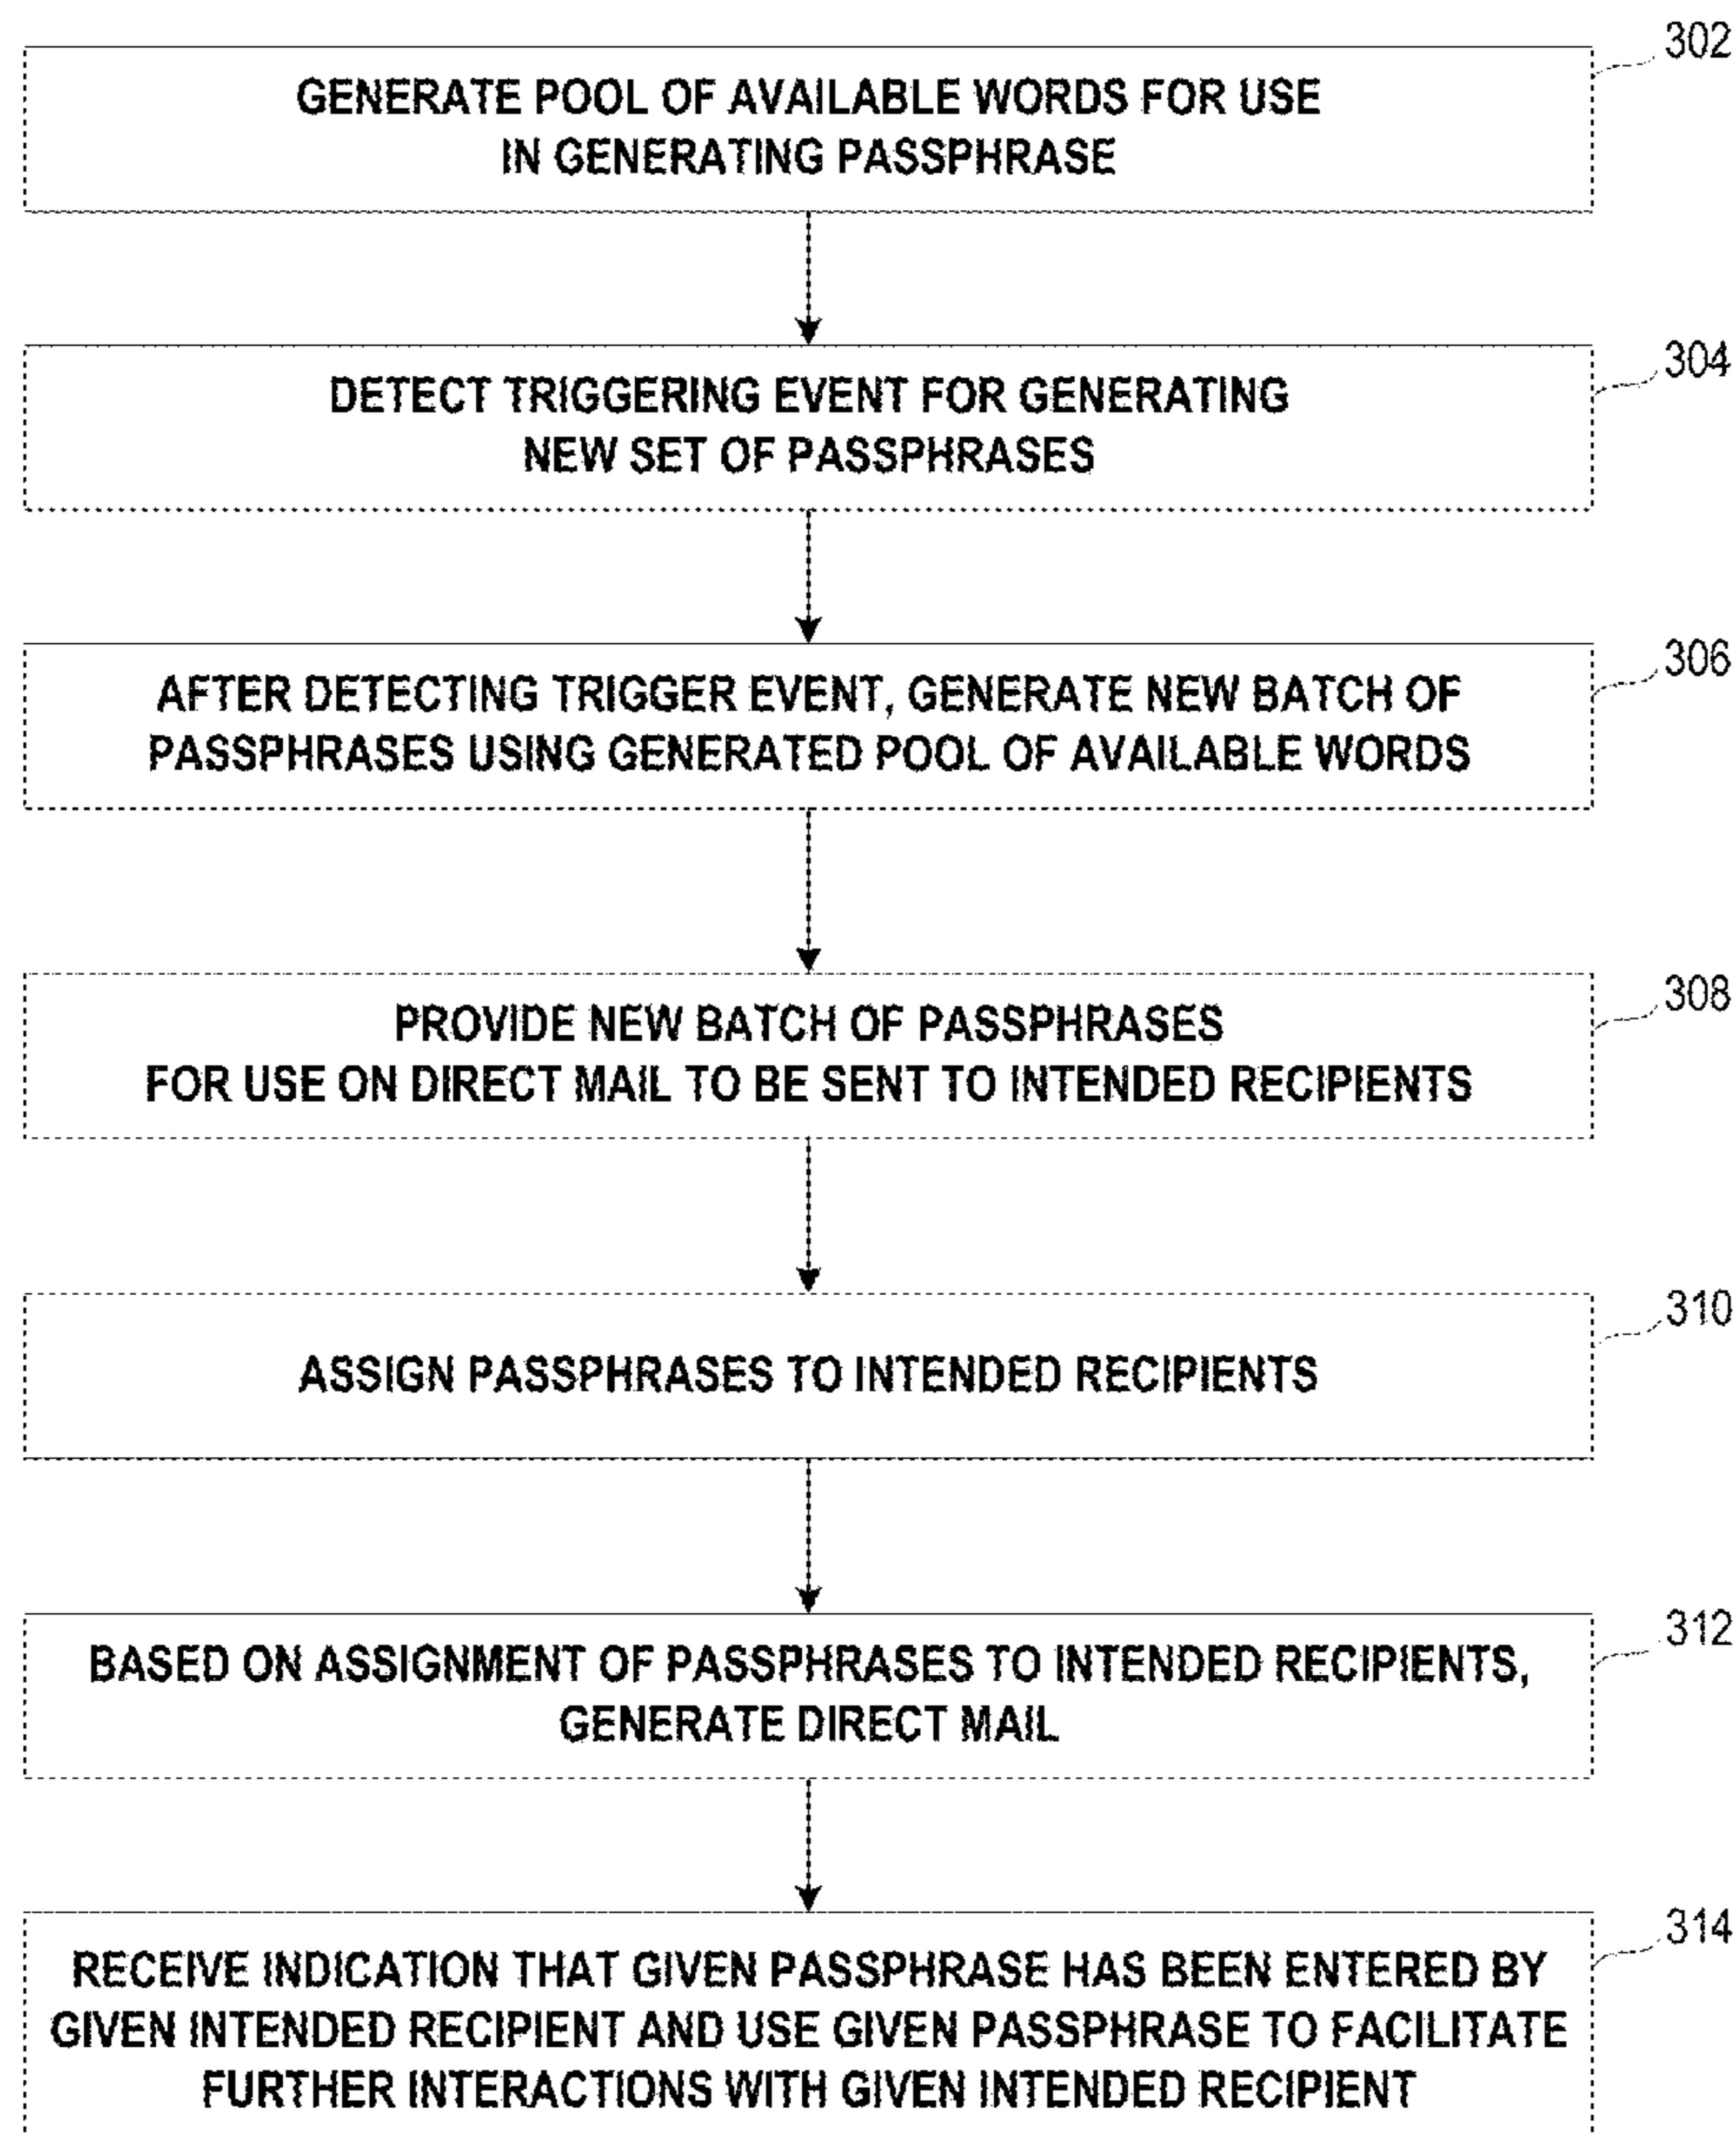 302
GENERATE POOL OF AVAILABLE WORDS FOR USE
IN GENERATING PASSPHRASE
304
DETECT TRIGGERING EVENT FOR GENERATING
NEW SET OF PASSPHRASES
306
AFTER DETECTING TRIGGER EVENT, GENERATE NEW BATCH OF
PASSPHRASES USING GENERATED POOL OF AVAILABLE WORDS
308
PROVIDE NEW BATCH OF PASSPHRASES
FOR USE ON DIRECT MAIL TO BE SENT TO INTENDED RECIPIENTS
310
ASSIGN PASSPHRASES TO INTENDED RECIPIENTS
312
BASED ON ASSIGNMENT OF PASSPHRASES TO INTENDED RECIPIENTS,
GENERATE DIRECT MAIL
314
RECEIVE INDICATION THAT GIVEN PASSPHRASE HAS BEEN ENTERED BY
GIVEN INTENDED RECIPIENT AND USE GIVEN PASSPHRASE TO FACILITATE
FURTHER INTERACTIONS WITH GIVEN INTENDED RECIPIENT